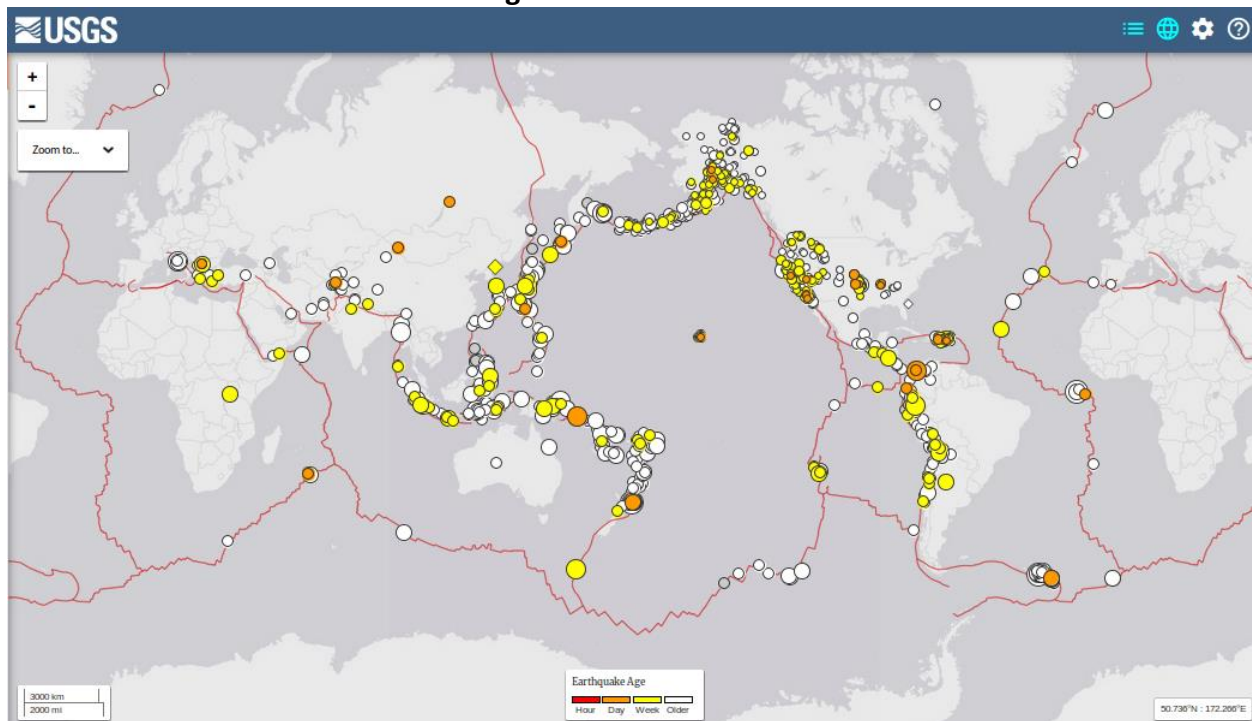 USGS
+
-
Zoom to...
3000 km
2000 mi
Earthquake Age
Hour Day Week Older
50.736°N : 172.266°E